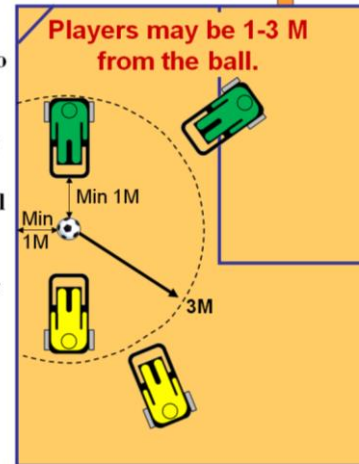 Players may be 1-3 M
from the ball.
Min 1M
Min
1M
3M